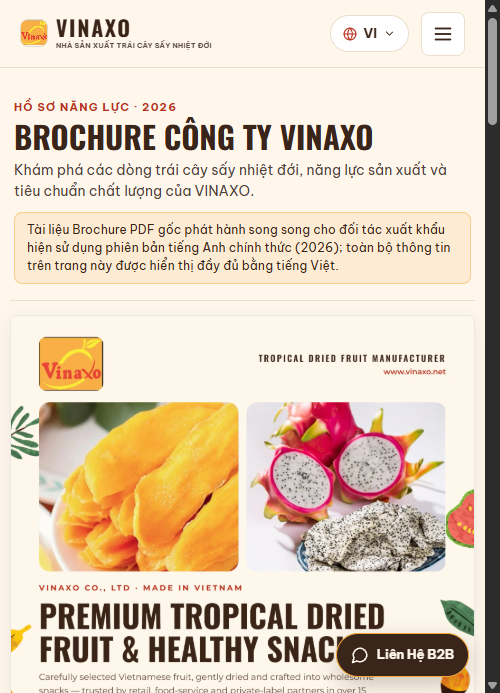 VINAXO
NHÀ SẢN XUẤT TRÁI CÂY SẤY NHIỆT ĐỚI
VI
HỒ SƠ NĂNG LỰC · 2026
BROCHURE CÔNG TY VINAXO
Khám phá các dòng trái cây sấy nhiệt đới, năng lực sản xuất và
tiêu chuẩn chất lượng của VINAXO.
Tài liệu Brochure PDF gốc phát hành song song cho đối tác xuất khẩu
hiện sử dụng phiên bản tiếng Anh chính thức (2026); toàn bộ thông tin
trên trang này được hiển thị đầy đủ bằng tiếng Việt.
Vinaxo
TROPICAL DRIED FRUIT MANUFACTURER
www.vinaxo.net
VINAXO CO., LTD · MADE IN VIETNAM
PREMIUM TROPICAL DRIED
FRUIT & HEALTHY SNAC
Liên Hệ B2B
Carefully selected Vietnamese fruit, gently dried and crafted into wholesome
snacks — trusted by retail, food-service and private-label partners in over 15